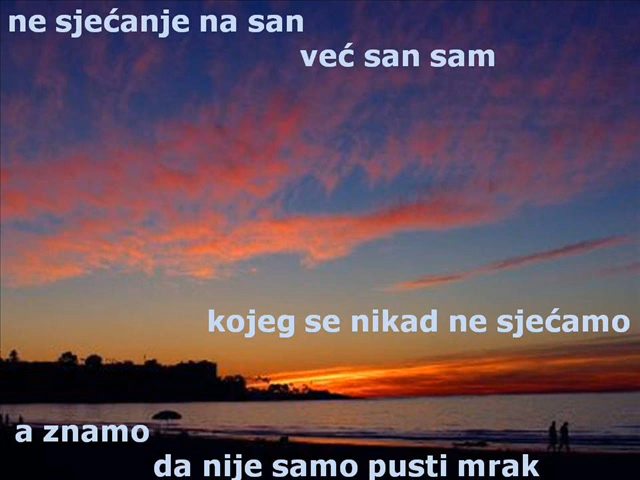 ne sjećanje na san
već san sam
kojeg se nikad ne sjećamo
a znamo
da nije samo pusti mrak